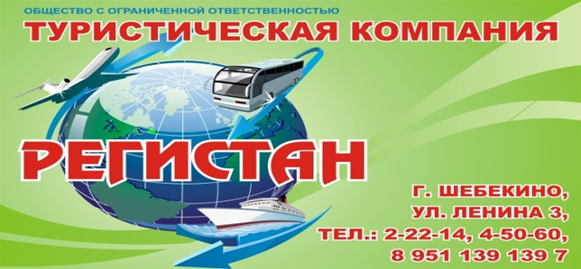 ОБЩЕСТВО С ОГРАНИЧЕННОЙ ОТВЕТСТВЕННОСТЬЮ
ТУРИСТИЧЕСКАЯ КОМПАНИЯ
РЕГИСТАН
Г. ШЕБЕКИНО,
УЛ. ЛЕНИНА 3,
ТЕЛ.: 2-22-14, 4-50-60,
8 951 139 139 7